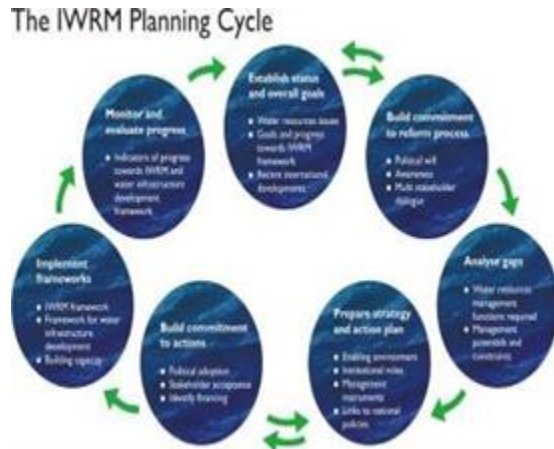 The IWRM Planning Cycle
Establish status
and overall goals
Water resources issues
Goals and progress
towards IWRM
framework
Recent international
developments
Build commitment
to reform process
Political will
Awareness
Multi stakeholder
dialogue
Analyse gaps
Water resources
management
functions required
Management
potentials and
constraints
Prepare strategy
and action plan
Enabling environment
Institutional roles
Management
instruments
Links to national
policies
Build commitment
to actions
Political adoption
Stakeholder acceptance
Identify financing
Implement
frameworks
IWRM framework
Framework for water
infrastructure
development
Building capacity
Monitor and
evaluate progress
Indicators of progress
towards IWRM and
water infrastructure
development
framework